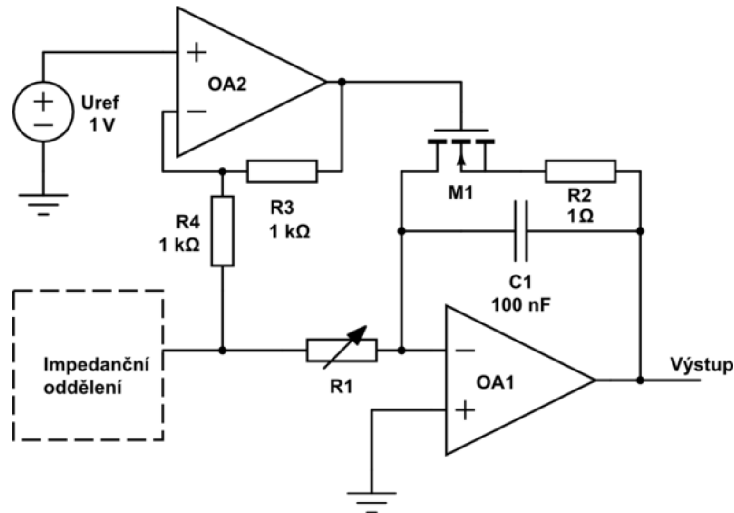 +
−
OA2
+
−
Uref
1 V
R4
1 kΩ
R3
1 kΩ
M1
R2
1Ω
C1
100 nF
Impedanční
oddělení
R1
−
+
OA1
Výstup